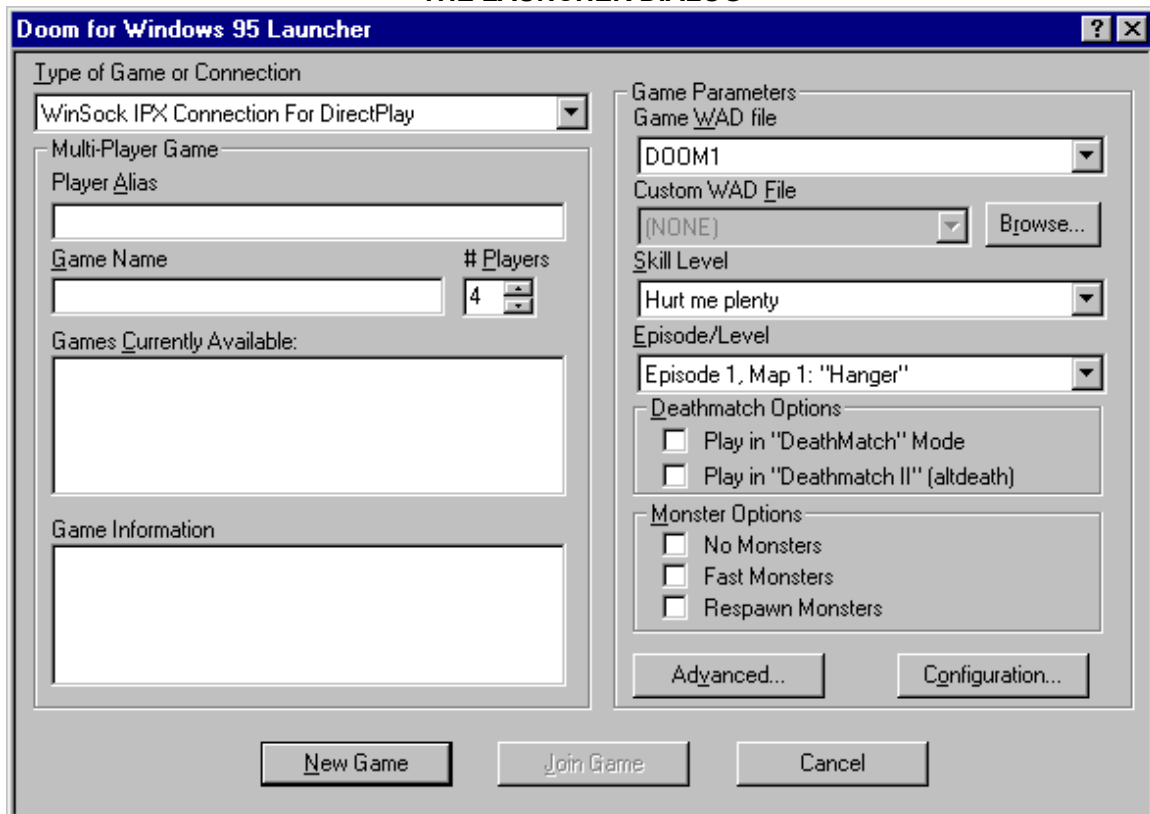 THE LAUNCHER DIALOG
Doom for Windows 95 Launcher
Type of Game or Connection
WinSock IPX Connection For DirectPlay
Multi-Player Game
Player Alias
Game Name
# Players
4
Games Currently Available:
Game Information
Game Parameters
Game WAD file
DOOM1
Custom WAD File
(NONE)
Browse...
Skill Level
Hurt me plenty
Episode/Level
Episode 1, Map 1: "Hanger"
Deathmatch Options
Play in "DeathMatch" Mode
Play in "Deathmatch II" (altdeath)
Monster Options
No Monsters
Fast Monsters
Respawn Monsters
Advanced...
Configuration...
New Game
Join Game
Cancel